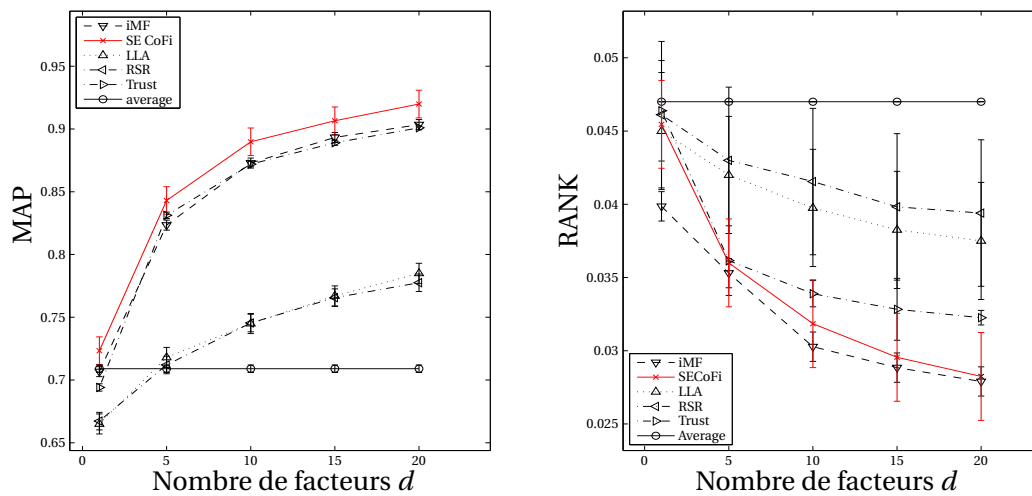 MAP
0.95
0.9
0.85
0.8
0.75
0.7
0.65
0
5
10
15
20
Nombre de facteurs d
iMF
SE CoFi
LLA
RSR
Trust
average
RANK
0.05
0.045
0.04
0.035
0.03
0.025
0
5
10
15
20
Nombre de facteurs d
iMF
SECoFi
LLA
RSR
Trust
Average